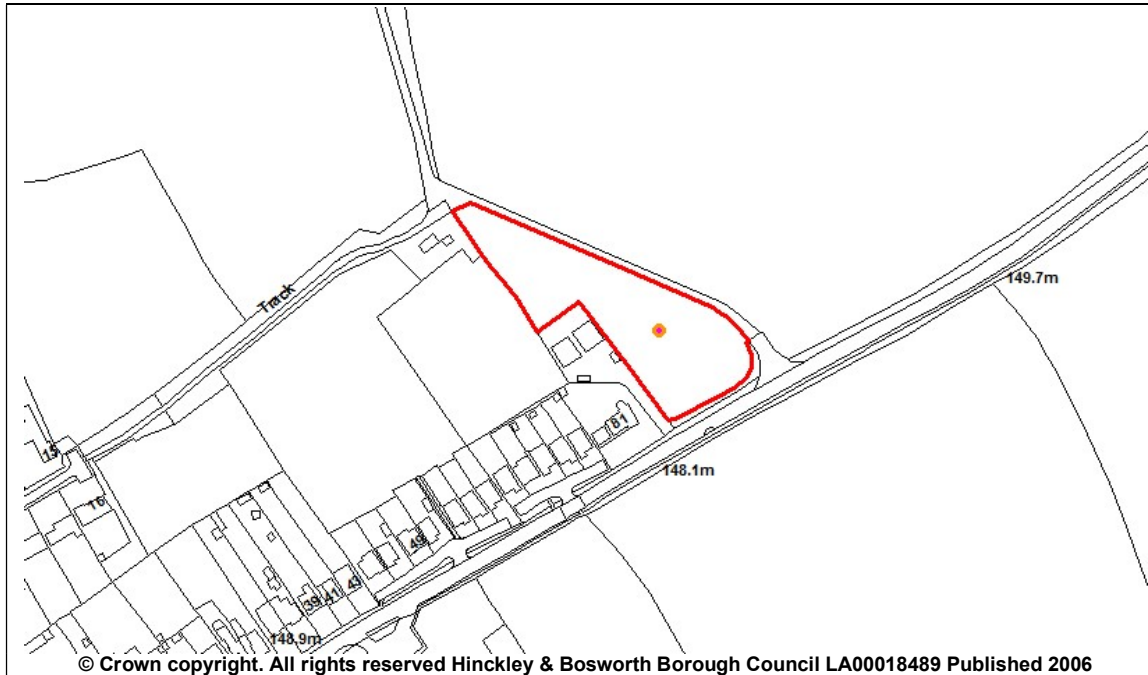 149.7m
Track
81
148.1m
15
16
49
43
41
39
148.9m
© Crown copyright. All rights reserved Hinckley & Bosworth Borough Council LA00018489 Published 2006